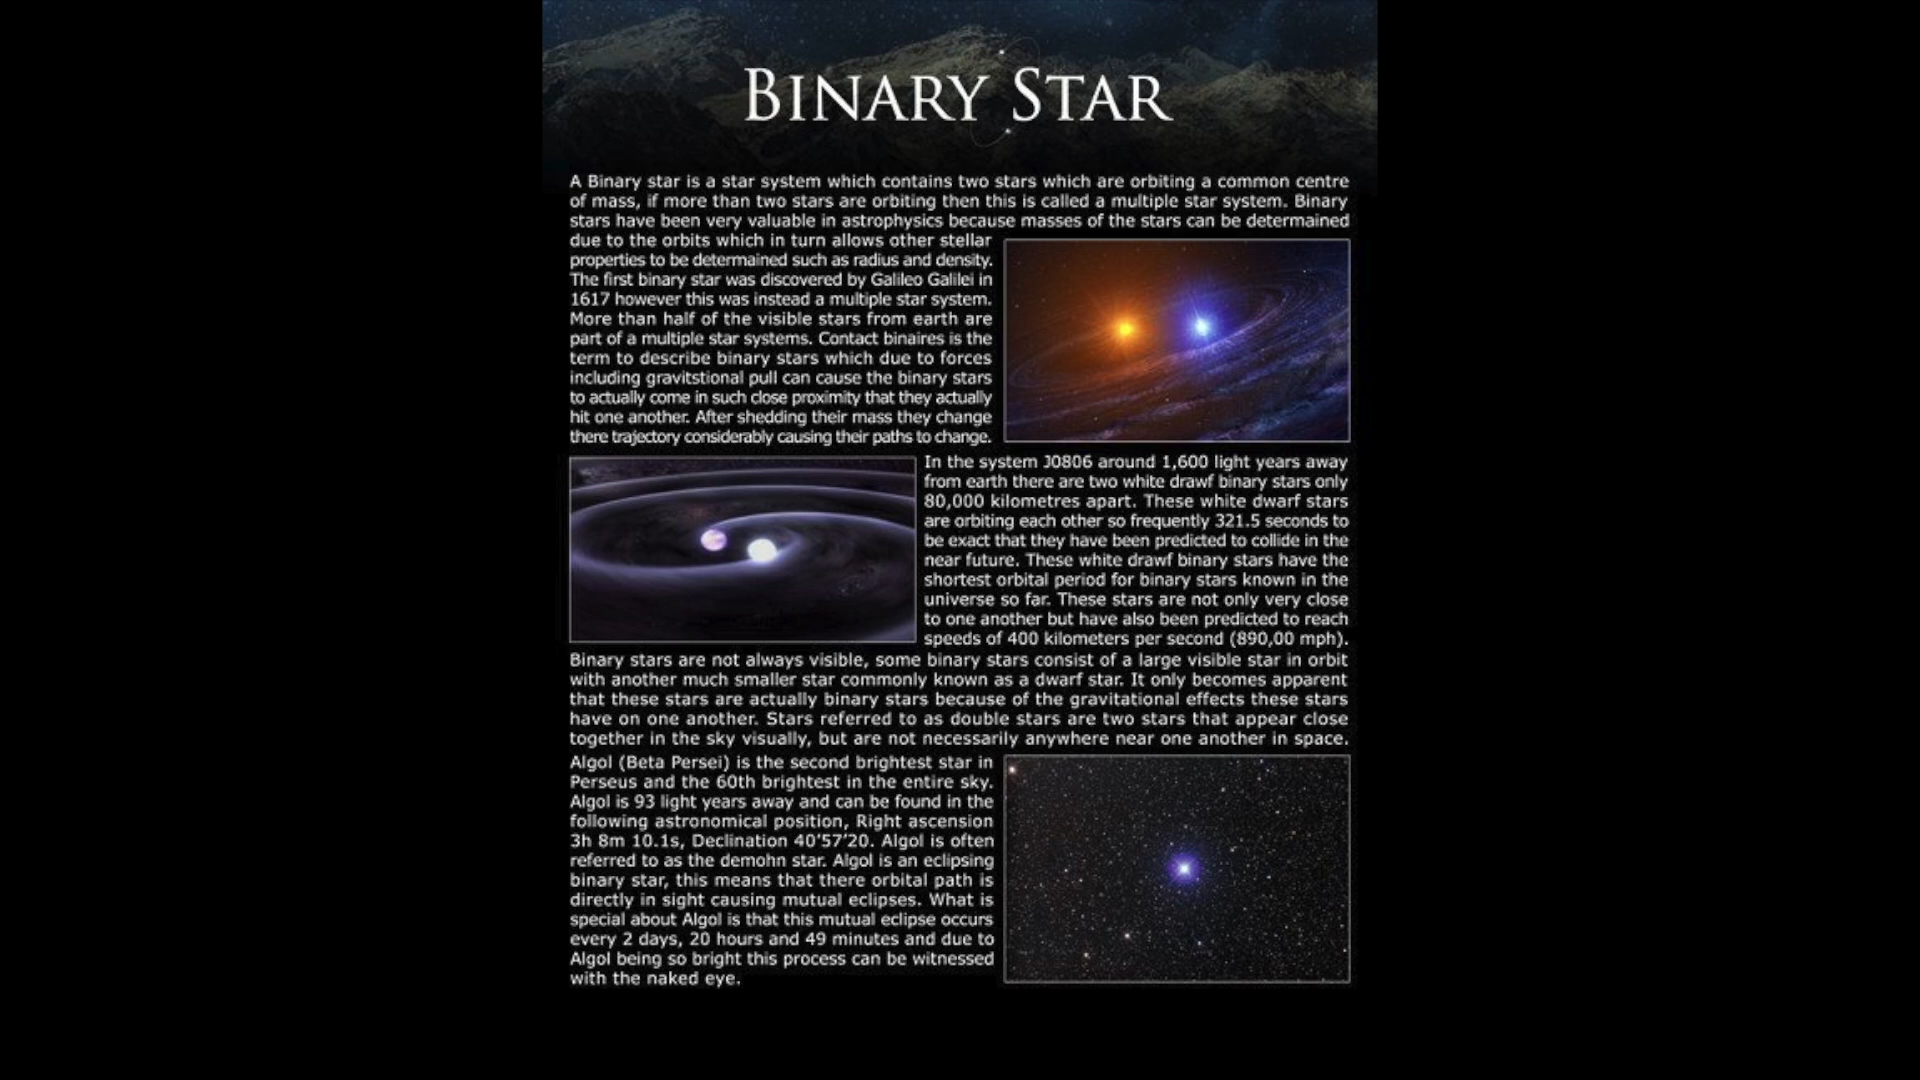 BINARY STAR
A Binary star is a star system which contains two stars which are orbiting a common centre
of mass, if more than two stars are orbiting then this is called a multiple star system. Binary
stars have been very valuable in astrophysics because masses of the stars can be determined
due to the orbits which in turn allows other stellar
properties to be determined such as radius and density.
The first binary star was discovered by Galileo Galilei in
1617 however this was instead a multiple star system.
More than half of the visible stars from earth are
part of a multiple star systems. Contact binaires is the
term to describe binary stars which due to forces
including gravitstional pull can cause the binary stars
to actually come in such close proximity that they actually
hit one another. After shedding their mass they change
there trajectory considerably causing their paths to change.
In the system J0806 around 1,600 light years away
from earth there are two white drawf binary stars only
80,000 kilometres apart. These white dwarf stars
are orbiting each other so frequently 321.5 seconds to
be exact that they have been predicted to collide in the
near future. These white drawf binary stars have the
shortest orbital period for binary stars known in the
universe so far. These stars are not only very close
to one another but have also been predicted to reach
speeds of 400 kilometers per second (890,00 mph).
Binary stars are not always visible, some binary stars consist of a large visible star in orbit
with another much smaller star commonly known as a dwarf star. It only becomes apparent
that these stars are actually binary stars because of the gravitational effects these stars
have on one another. Stars referred to as double stars are two stars that appear close
together in the sky visually, but are not necessarily anywhere near one another in space.
Algol (Beta Persei) is the second brightest star in
Perseus and the 60th brightest in the entire sky.
Algol is 93 light years away and can be found in the
following astronomical position, Right ascension
3h 8m 10.1s, Declination 40'57'20. Algol is often
referred to as the demohn star. Algol is an eclipsing
binary star, this means that there orbital path is
directly in sight causing mutual eclipses. What is
special about Algol is that this mutual eclipse occurs
every 2 days, 20 hours and 49 minutes and due to
Algol being so bright this process can be witnessed
with the naked eye.